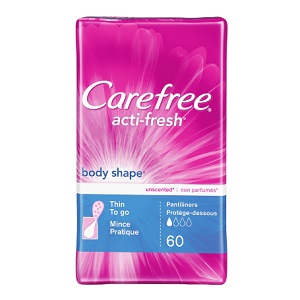 Carefree®
acti-fresh®
body shape®
unscented* | non parfumés*
Thin
To go
Mince
Pratique
Pantiliners
Protège-dessous
60